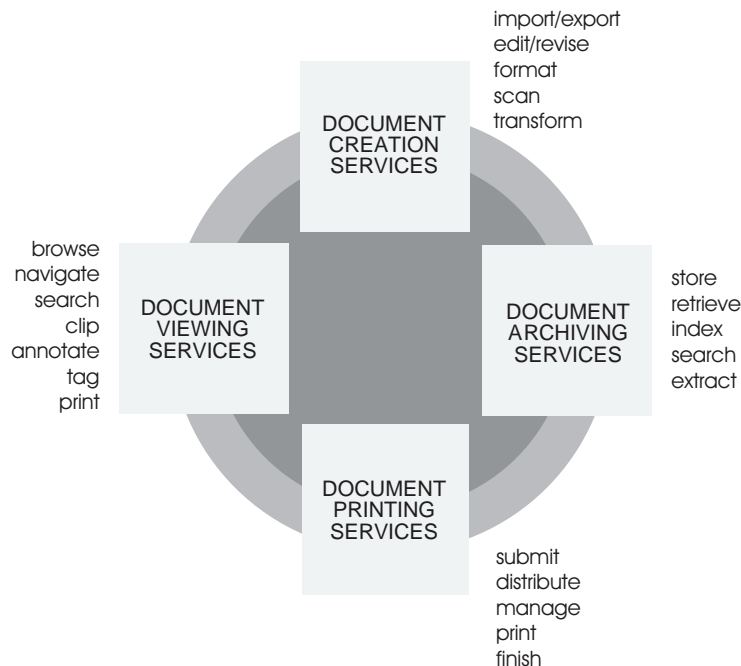 import/export
edit/revise
format
scan
transform
DOCUMENT
CREATION
SERVICES
browse
navigate
search
clip
annotate
tag
print
DOCUMENT
VIEWING
SERVICES
DOCUMENT
ARCHIVING
SERVICES
store
retrieve
index
search
extract
DOCUMENT
PRINTING
SERVICES
submit
distribute
manage
print
finish